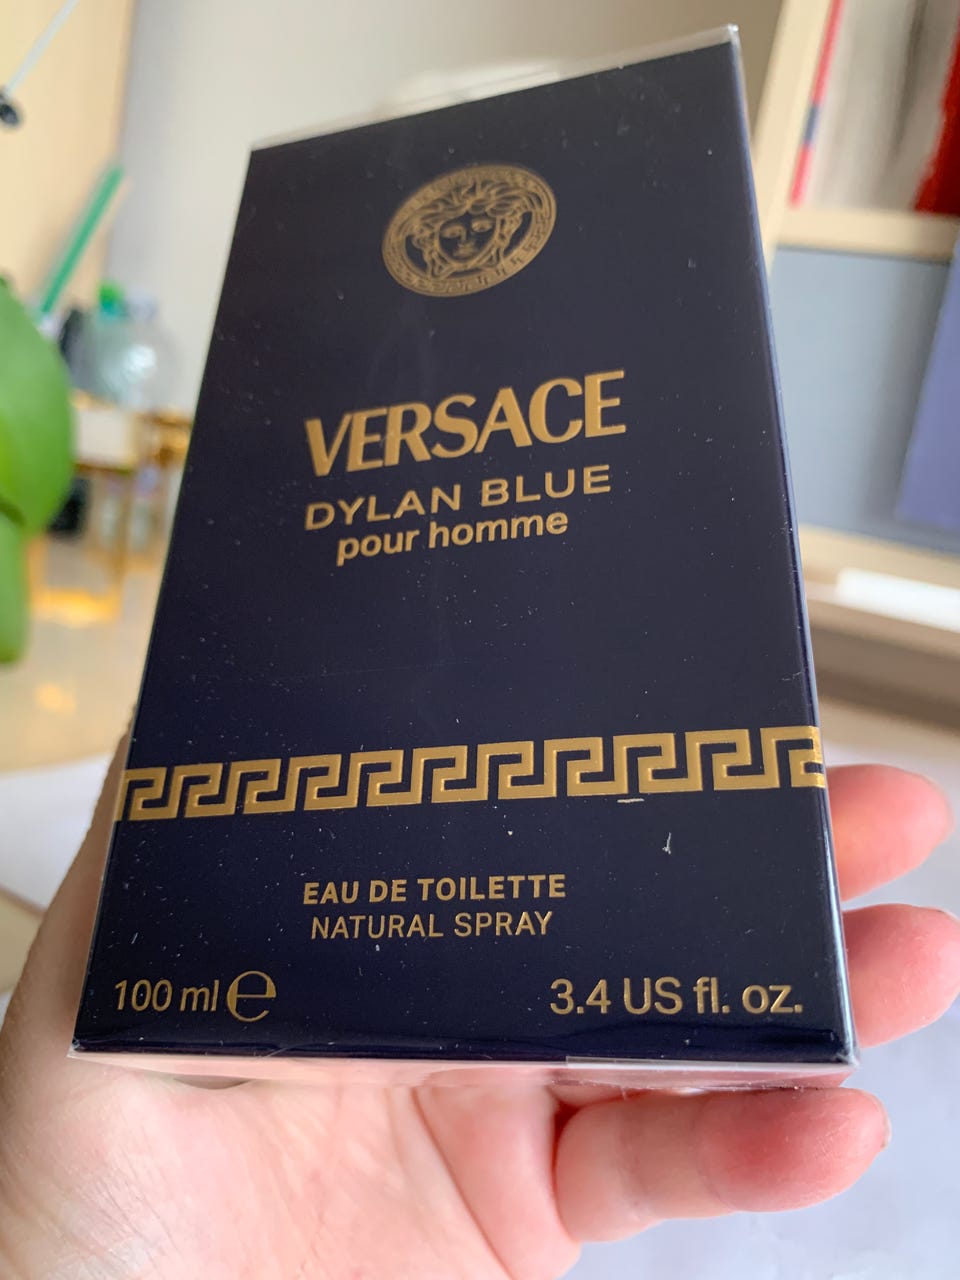 VERSACE
DYLAN BLUE
pour homme
EAU DE TOILETTE
NATURAL SPRAY
100 ml ℮
3.4 US fl. oz.